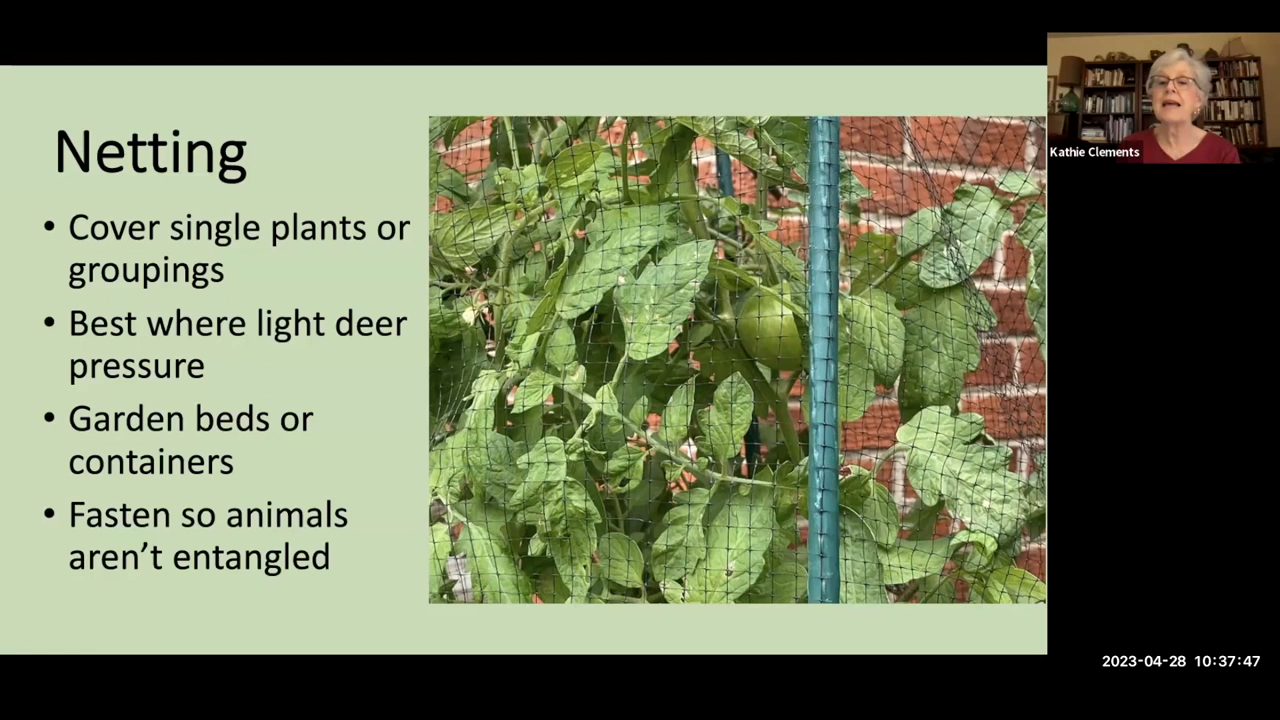 Netting
• Cover single plants or
groupings
• Best where light deer
pressure
• Garden beds or
containers
• Fasten so animals
aren’t entangled
Kathie Clements
2023-04-28 10:37:47